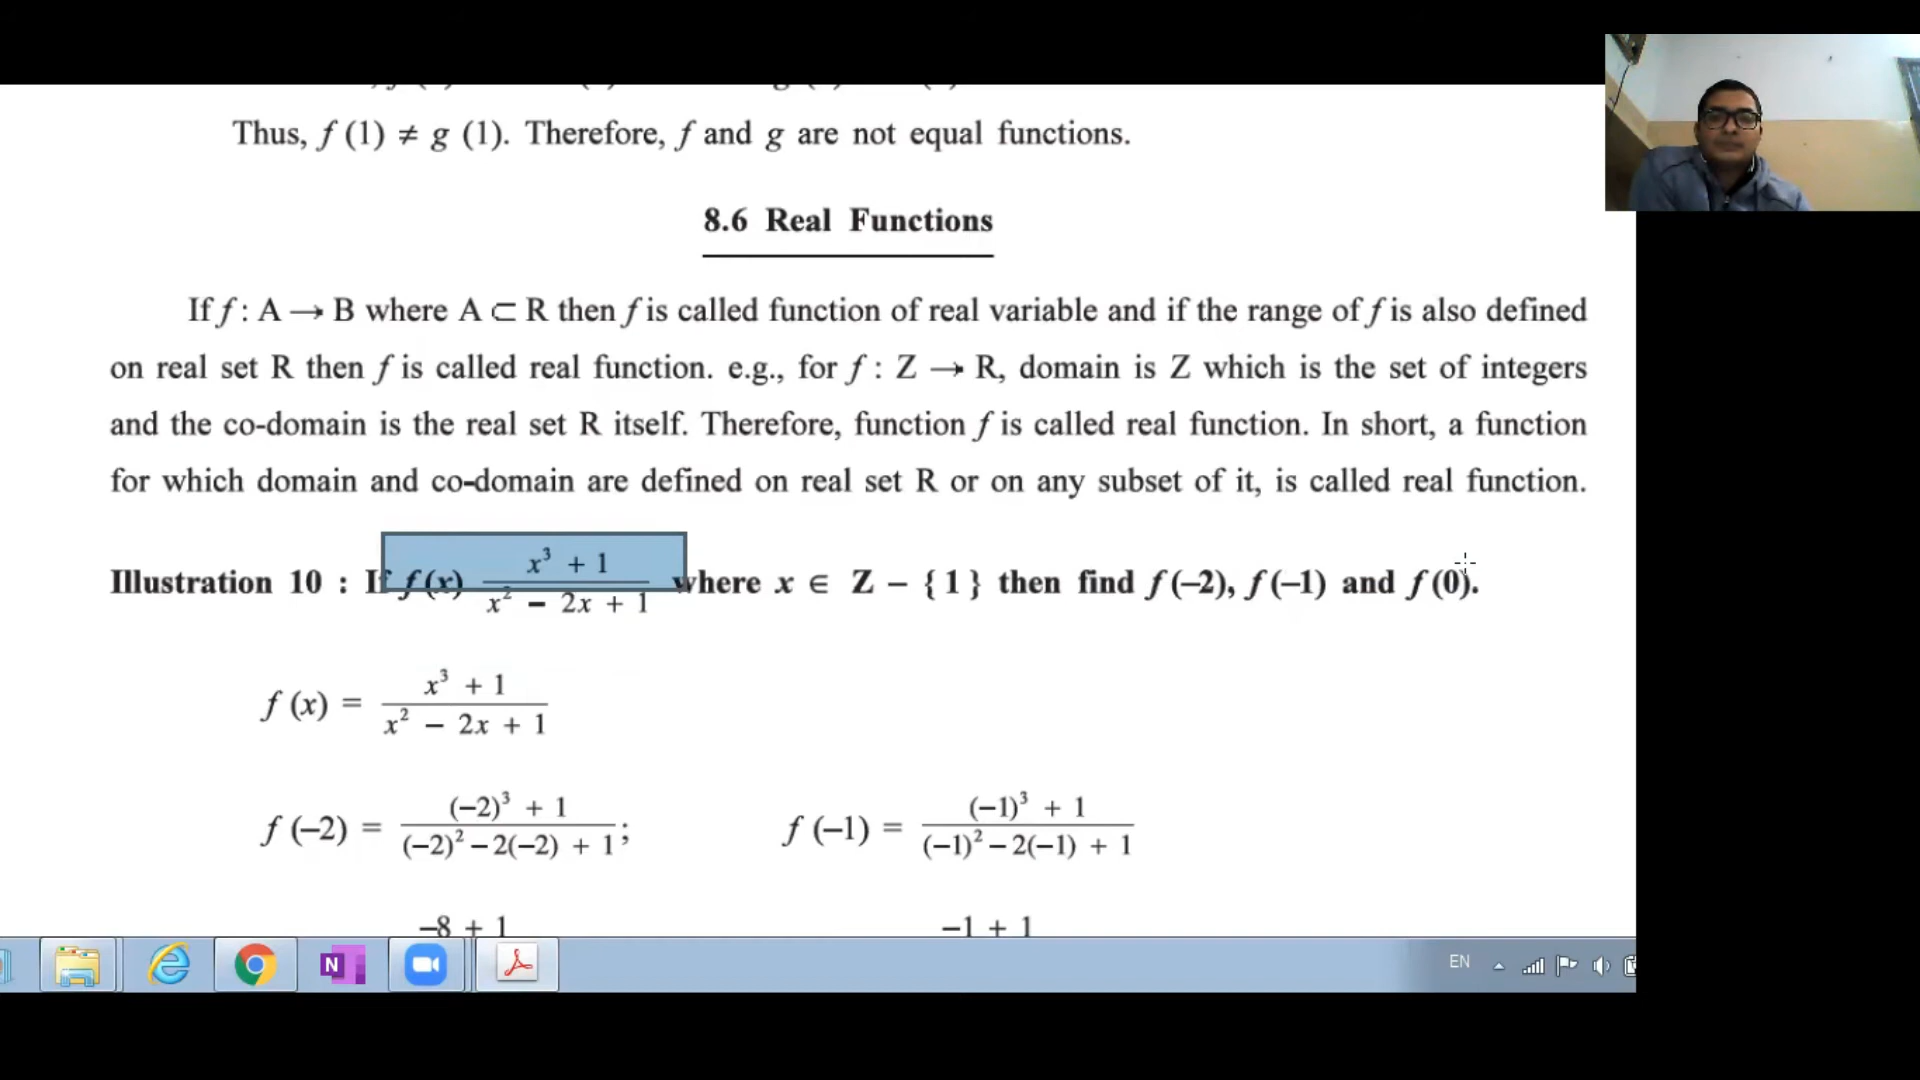 Thus, f (1) ≠ g (1). Therefore, f and g are not equal functions.
8.6 Real Functions
If f : A → B where A ⊂ R then f is called function of real variable and if the range of f is also defined
on real set R then f is called real function. e.g., for f : Z → R, domain is Z which is the set of integers
and the co-domain is the real set R itself. Therefore, function f is called real function. In short, a function
for which domain and co-domain are defined on real set R or on any subset of it, is called real function.
Illustration 10 : If f(x) (x³ + 1)/(x² – 2x + 1) where x ∈ Z – {1} then find f(–2), f(–1) and f(0).
f (x) = (x³ + 1)/(x² – 2x + 1)
f (–2) = ((–2)³ + 1)/((–2)² – 2(–2) + 1); f (–1) = ((–1)³ + 1)/((–1)² – 2(–1) + 1)
–8 + 1 –1 + 1
N EN